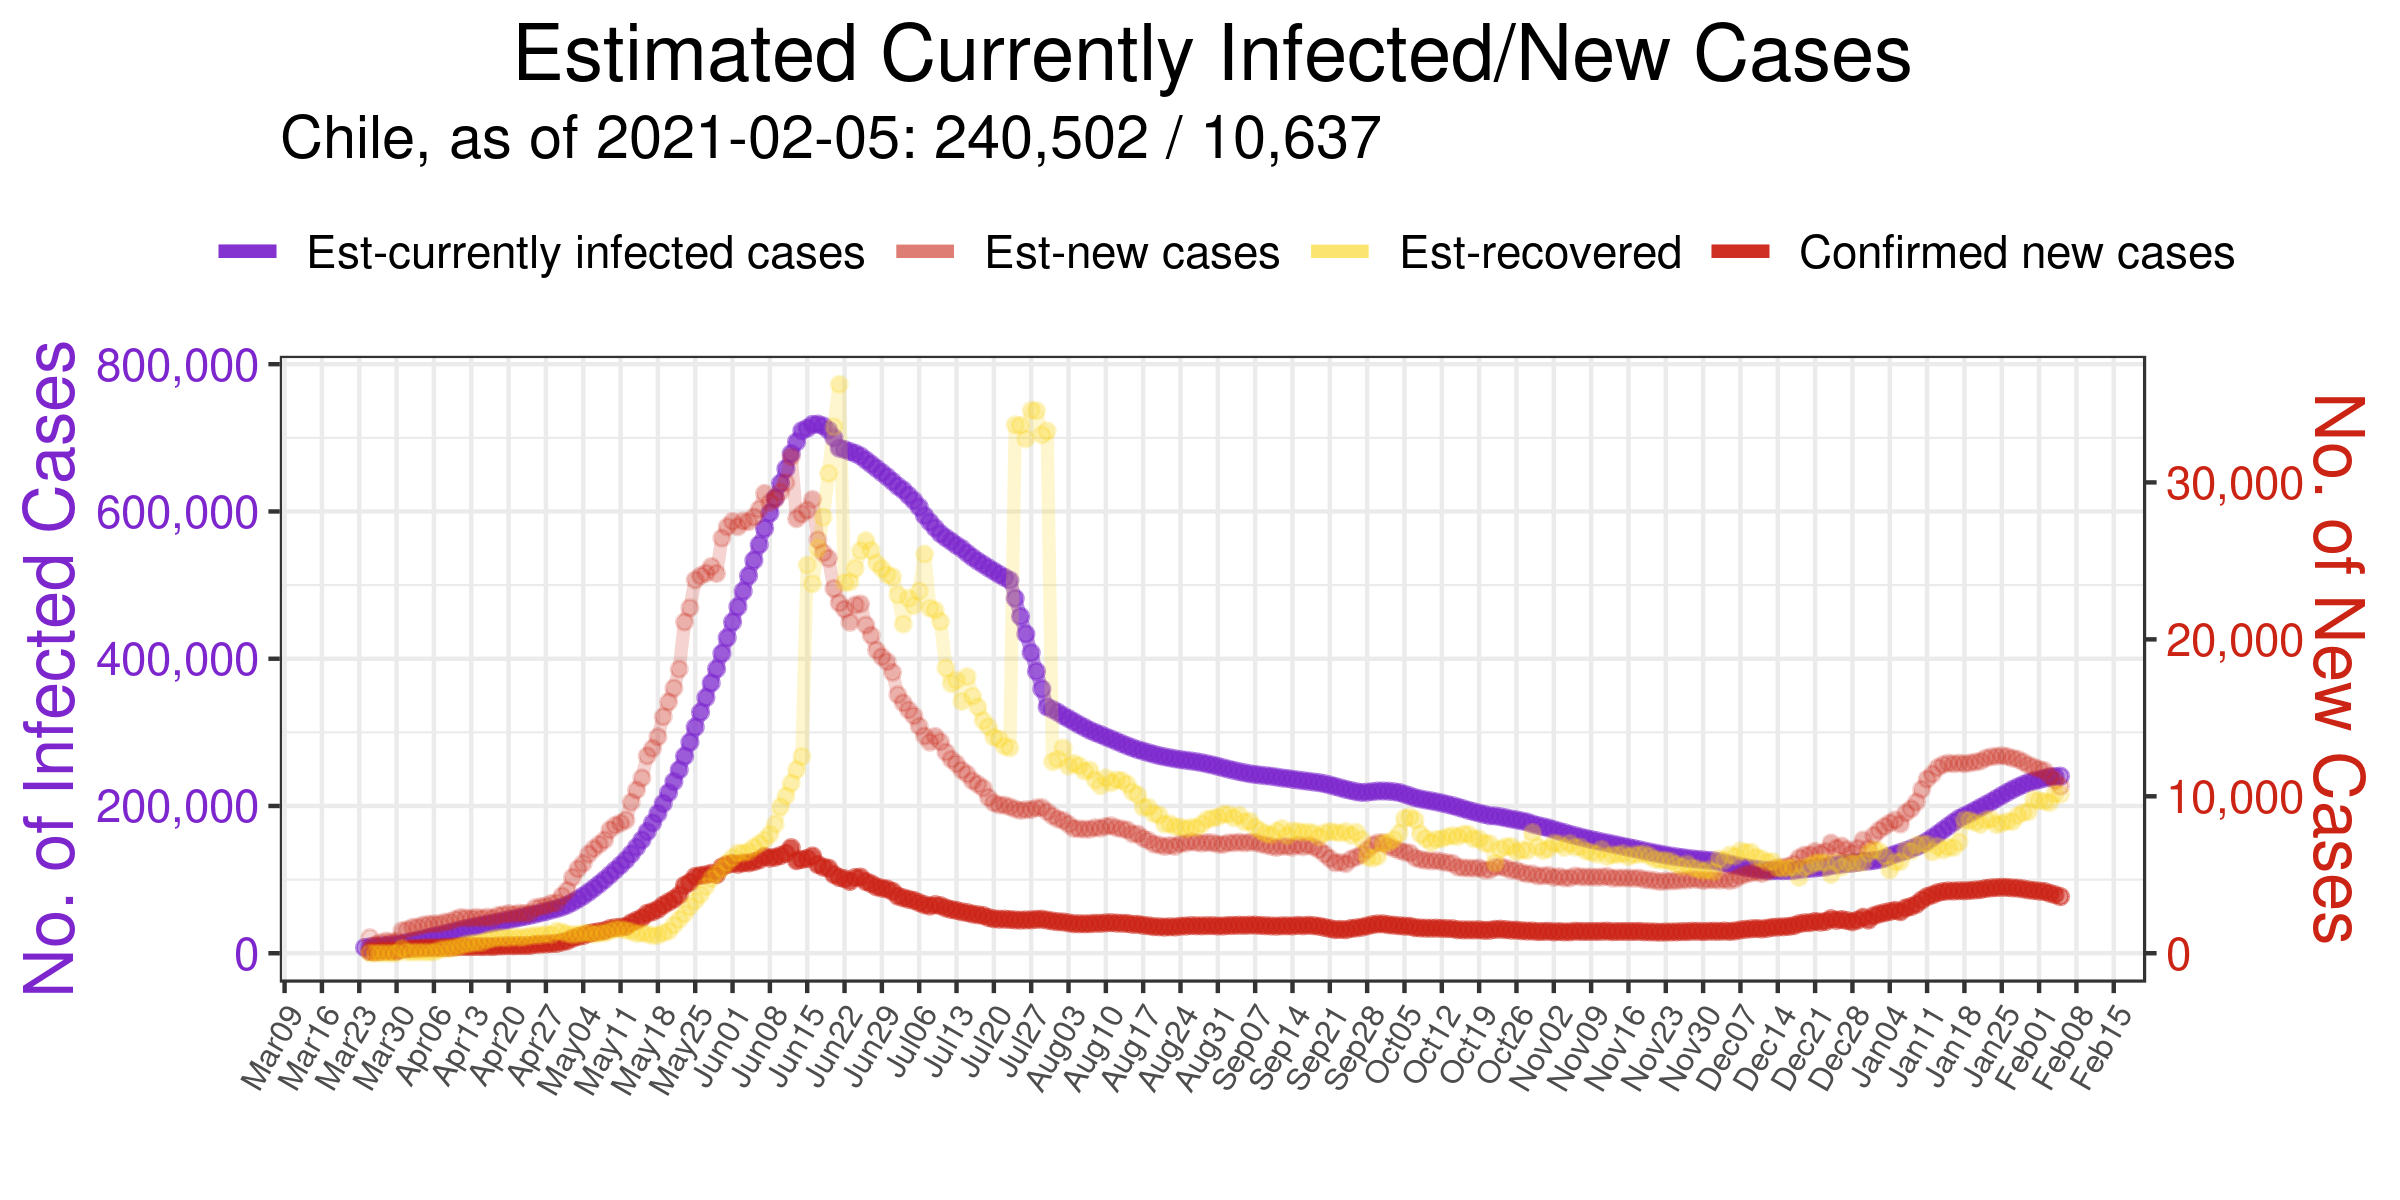 Estimated Currently Infected/New Cases
Chile, as of 2021-02-05: 240,502 / 10,637
Est-currently infected cases Est-new cases Est-recovered Confirmed new cases
No. of Infected Cases
800,000
600,000
400,000
200,000
0
30,000
20,000
10,000
0
No. of New Cases
Mar09 Mar16 Mar23 Mar30 Apr06 Apr13 Apr20 Apr27 May04 May11 May18 May25 Jun01 Jun08 Jun15 Jun22 Jun29 Jul06 Jul13 Jul20 Jul27 Aug03 Aug10 Aug17 Aug24 Aug31 Sep07 Sep14 Sep21 Sep28 Oct05 Oct12 Oct19 Oct26 Nov02 Nov09 Nov16 Nov23 Nov30 Dec07 Dec14 Dec21 Dec28 Jan04 Jan11 Jan18 Jan25 Feb01 Feb08 Feb15